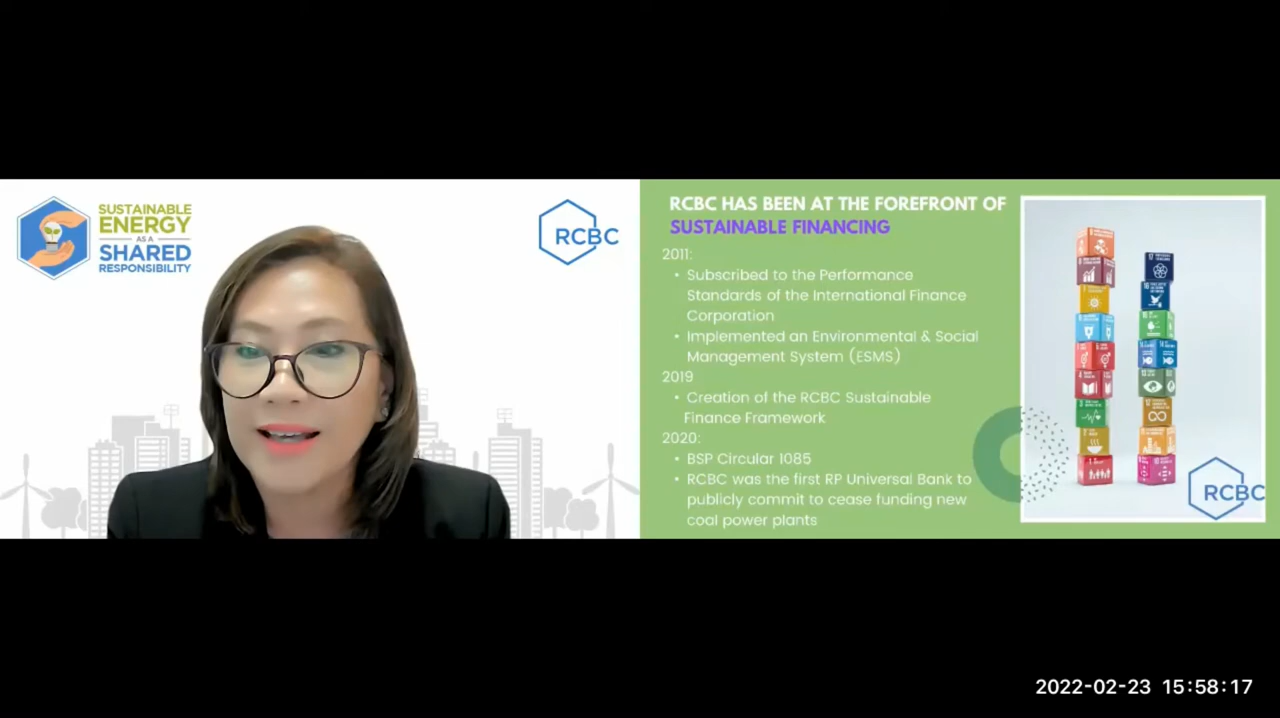 SUSTAINABLE
ENERGY
AS A
SHARED
RESPONSIBILITY
RCBC
RCBC HAS BEEN AT THE FOREFRONT OF
SUSTAINABLE FINANCING
2011:
• Subscribed to the Performance
Standards of the International Finance
Corporation
• Implemented an Environmental & Social
Management System (ESMS)
2019
• Creation of the RCBC Sustainable
Finance Framework
2020:
• BSP Circular 1085
• RCBC was the first RP Universal Bank to
publicly commit to cease funding new
coal power plants
RCBC
2022-02-23 15:58:17